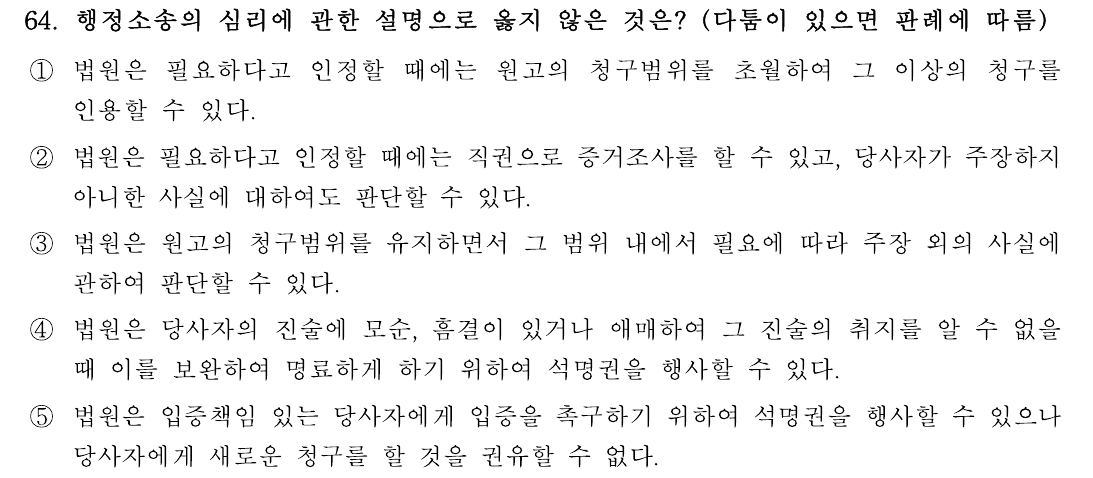 64. 행정소송의 심리에 관한 설명으로 옳지 않은 것은? (다툼이 있으면 판례에 따름)
① 법원은 필요하다고 인정할 때에는 원고의 청구범위를 초월하여 그 이상의 청구를
인용할 수 있다.
② 법원은 필요하다고 인정할 때에는 직권으로 증거조사를 할 수 있고, 당사자가 주장하지
아니한 사실에 대하여도 판단할 수 있다.
③ 법원은 원고의 청구범위를 유지하면서 그 범위 내에서 필요에 따라 주장 외의 사실에
관하여 판단할 수 있다.
④ 법원은 당사자의 진술에 모순, 흠결이 있거나 애매하여 그 진술의 취지를 알 수 없을
때 이를 보완하여 명료하게 하기 위하여 석명권을 행사할 수 있다.
⑤ 법원은 입증책임 있는 당사자에게 입증을 촉구하기 위하여 석명권을 행사할 수 있으나
당사자에게 새로운 청구를 할 것을 권유할 수 없다.